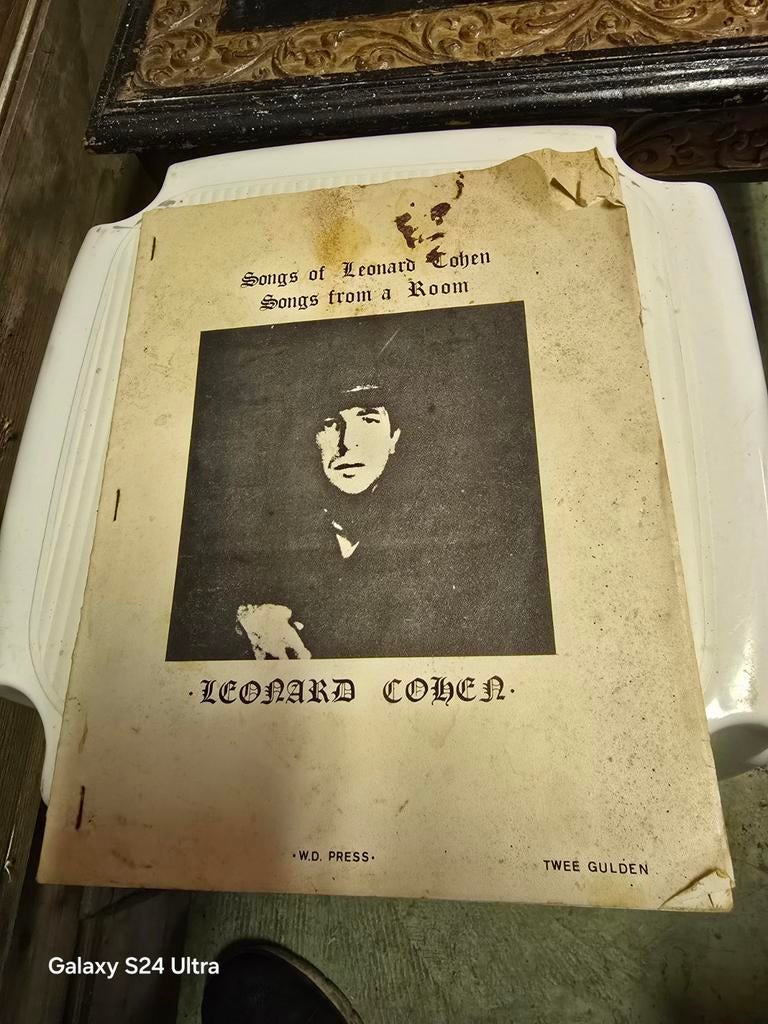 Songs of Leonard Cohen
Songs from a Room
·LEONARD COHEN·
·W.D. PRESS·
TWEE GULDEN
Galaxy S24 Ultra